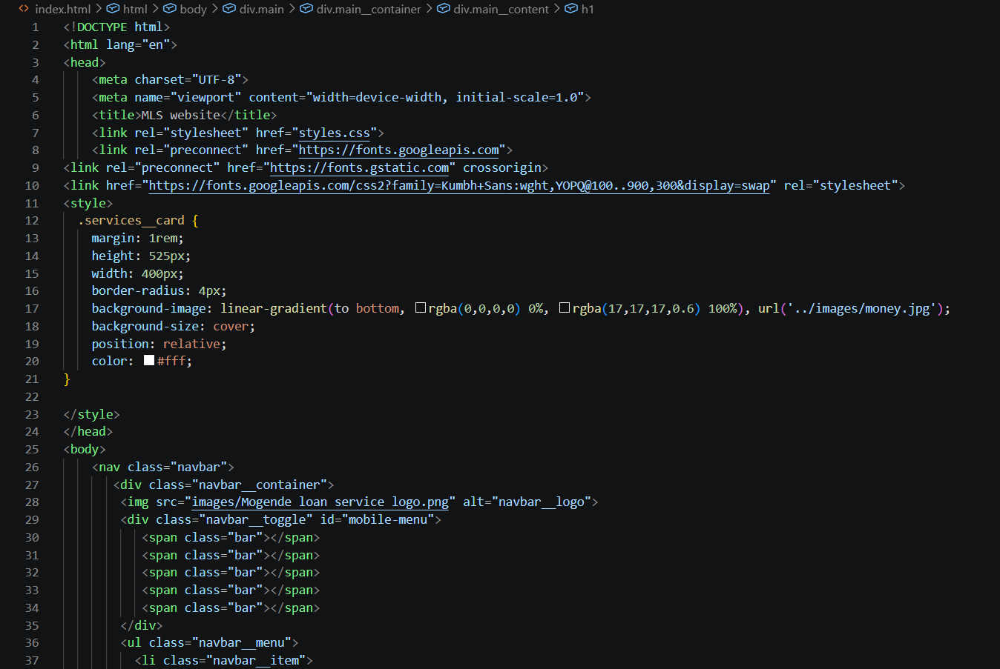 index.html > html > body > div.main > div.main__container > div.main__content > h1
1 <!DOCTYPE html>
2 <html lang="en">
3 <head>
4 <meta charset="UTF-8">
5 <meta name="viewport" content="width=device-width, initial-scale=1.0">
6 <title>MLS website</title>
7 <link rel="stylesheet" href="styles.css">
8 <link rel="preconnect" href="https://fonts.googleapis.com">
9 <link rel="preconnect" href="https://fonts.gstatic.com" crossorigin>
10 <link href="https://fonts.googleapis.com/css2?family=Kumbh+Sans:wght,YOPQ@100..900,300&display=swap" rel="stylesheet">
11 <style>
12 .services__card {
13 margin: 1rem;
14 height: 525px;
15 width: 400px;
16 border-radius: 4px;
17 background-image: linear-gradient(to bottom, rgba(0,0,0,0) 0%, rgba(17,17,17,0.6) 100%), url('../images/money.jpg');
18 background-size: cover;
19 position: relative;
20 color: #fff;
21 }
22
23 </style>
24 </head>
25 <body>
26 <nav class="navbar">
27 <div class="navbar__container">
28 <img src="images/Mogende loan service logo.png" alt="navbar__logo">
29 <div class="navbar__toggle" id="mobile-menu">
30 <span class="bar"></span>
31 <span class="bar"></span>
32 <span class="bar"></span>
33 <span class="bar"></span>
34 <span class="bar"></span>
35 </div>
36 <ul class="navbar__menu">
37 <li class="navbar__item">